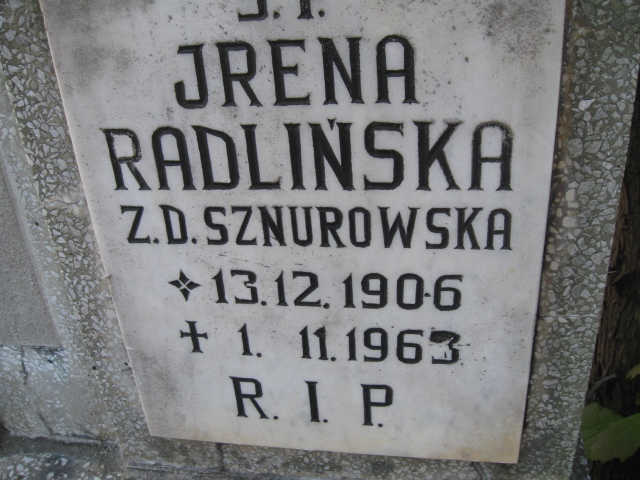 Ś.P.
JRENA
RADLIŃSKA
Z.D. SZNUROWSKA
13.12.1906
1. 11.1963
R. I. P.